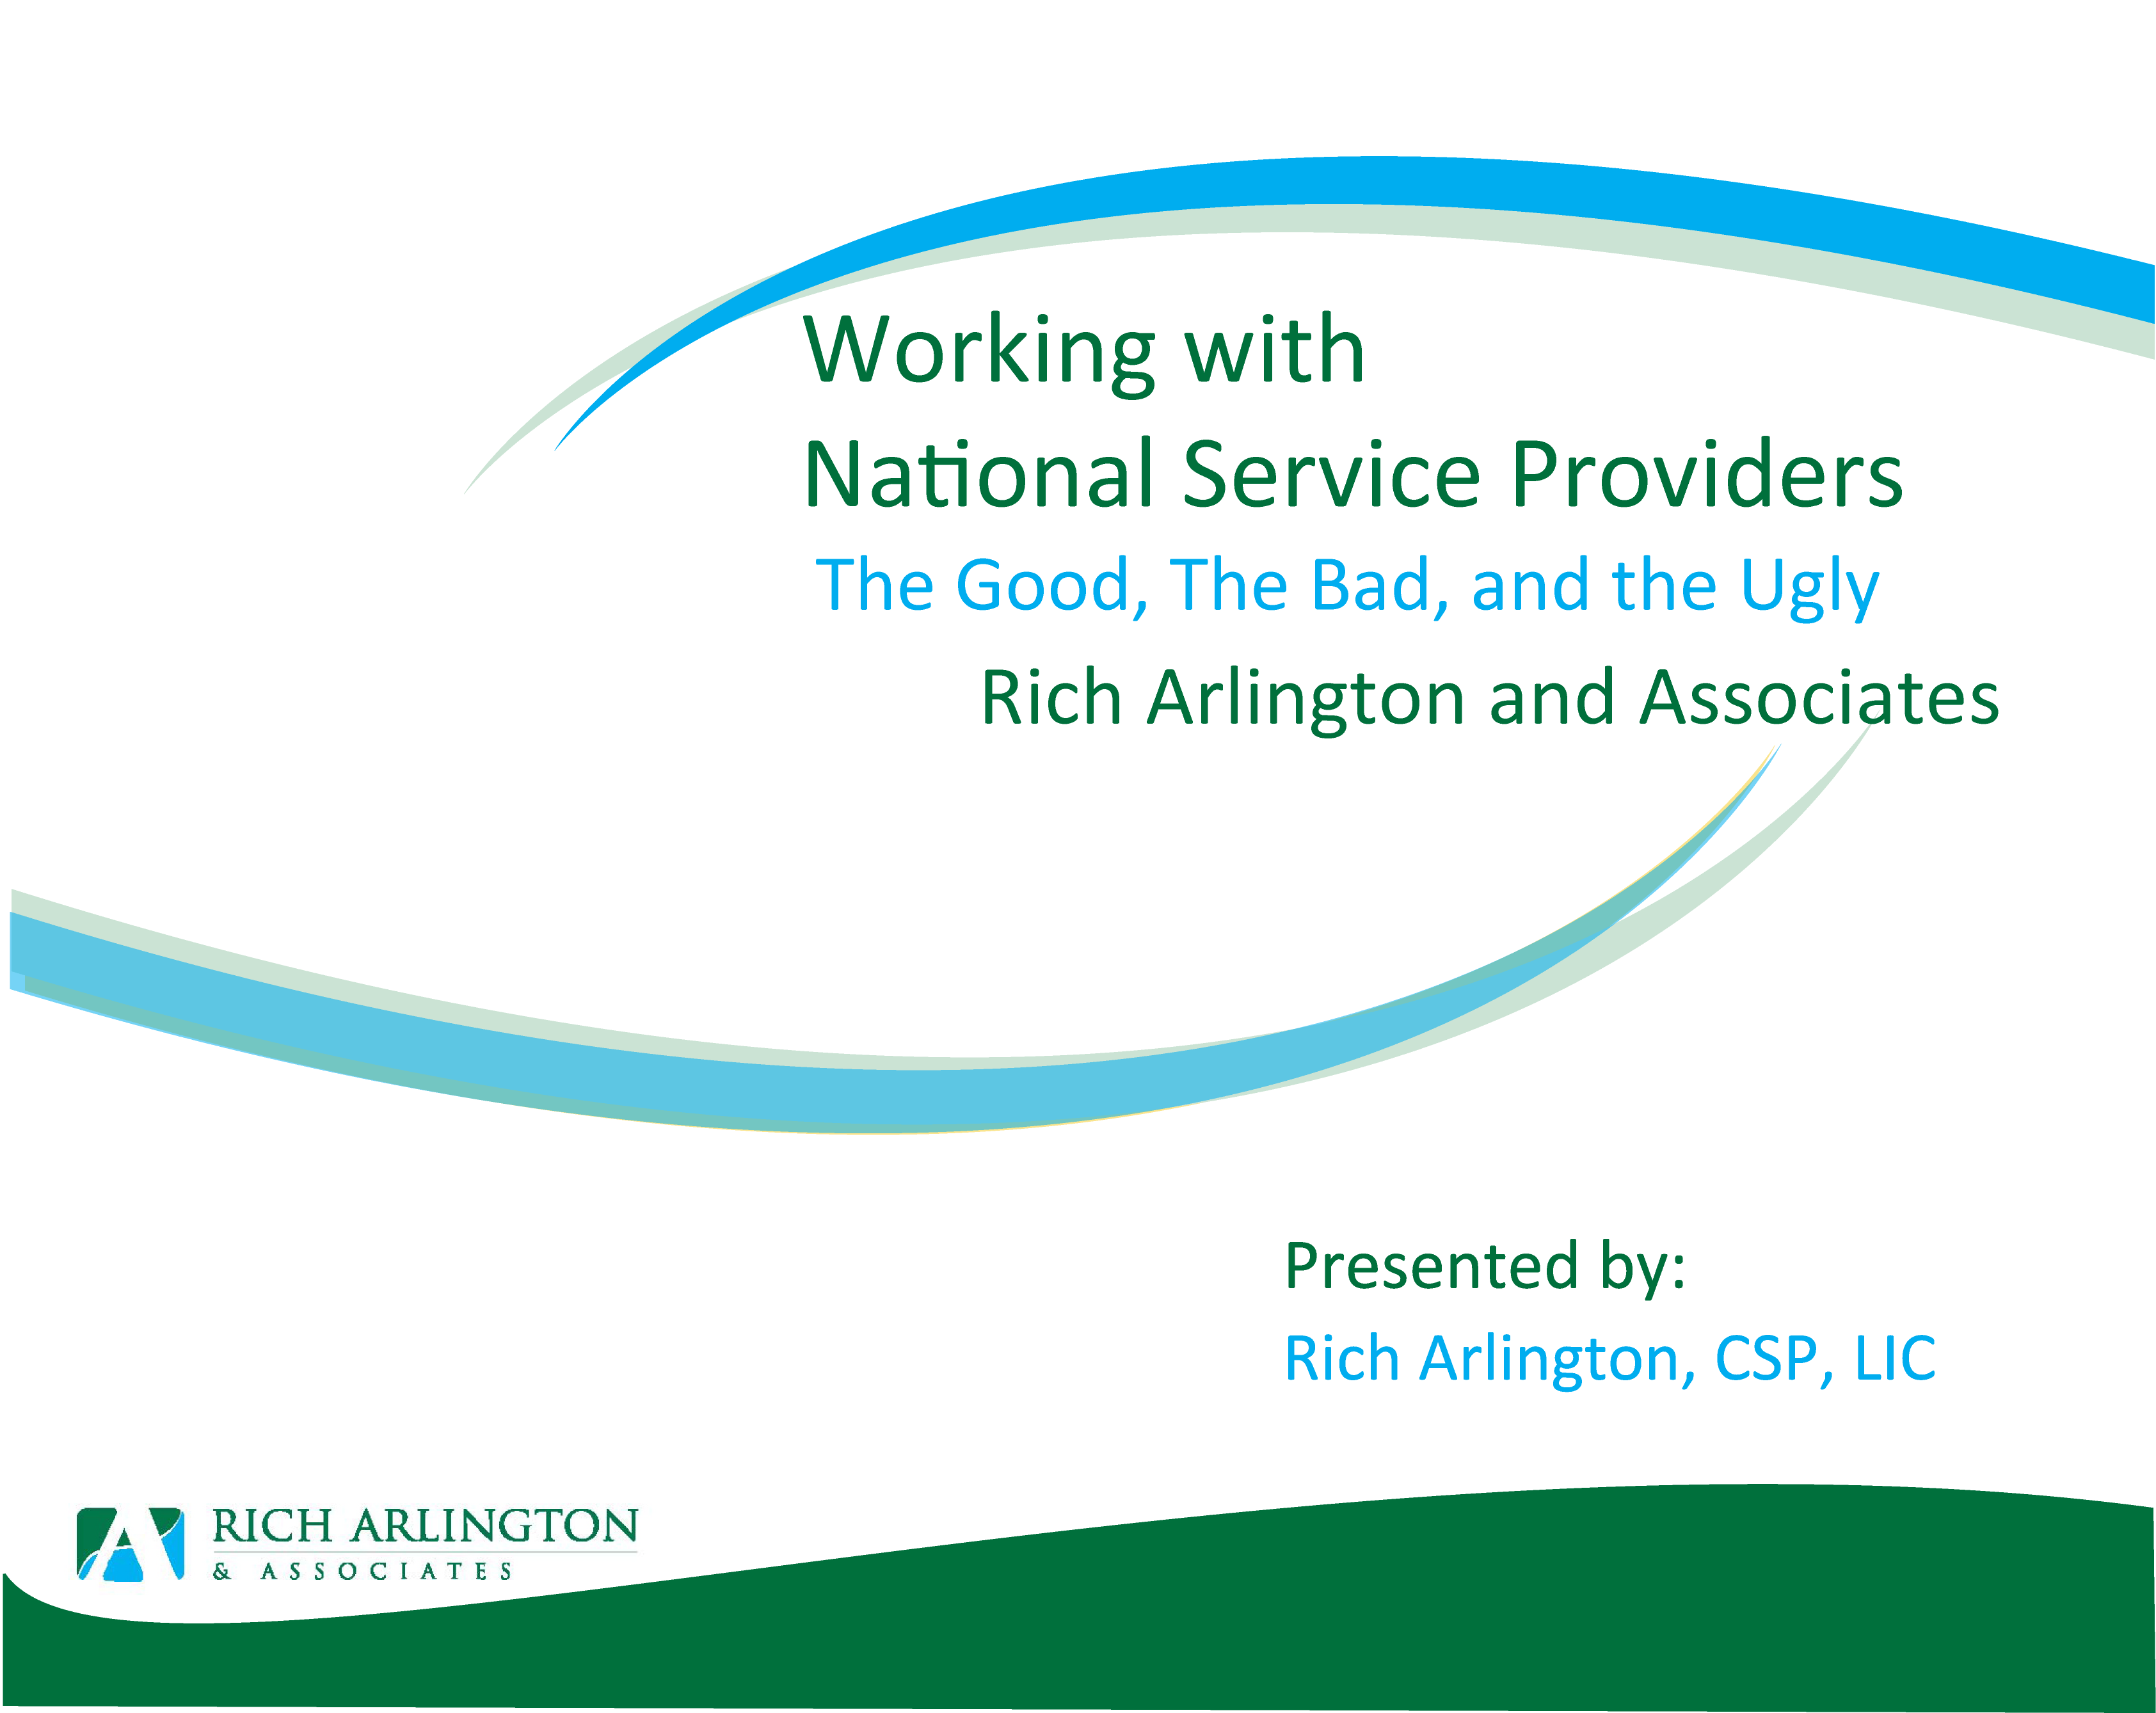 Working with
National Service Providers
The Good, The Bad, and the Ugly
Rich Arlington and Associates
Presented by:
Rich Arlington, CSP, LIC
RICH ARLINGTON
& ASSOCIATES